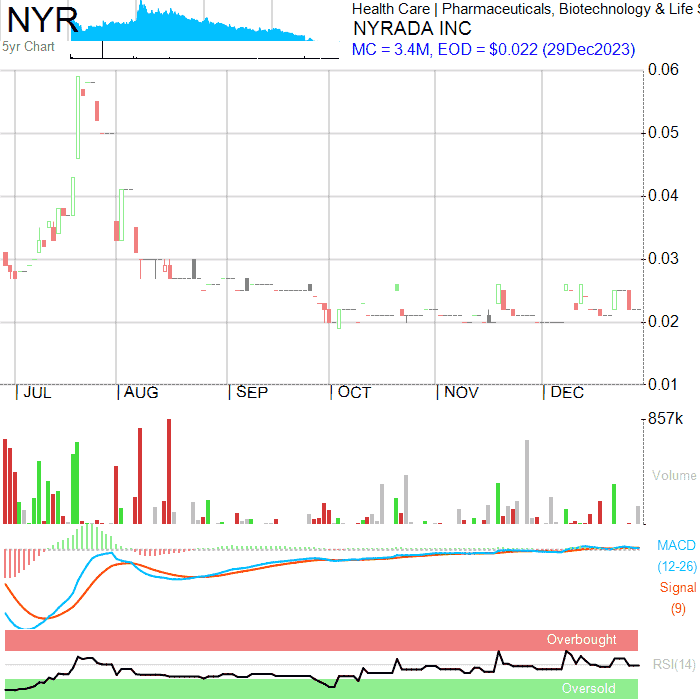 NYR
5yr Chart
Health Care | Pharmaceuticals, Biotechnology & Life S
NYRADA INC
MC = 3.4M, EOD = $0.022 (29Dec2023)
0.06
0.05
0.04
0.03
0.02
0.01
JUL AUG SEP OCT NOV DEC
857k
Volume
MACD
(12-26)
Signal
(9)
Overbought
RSI(14)
Oversold